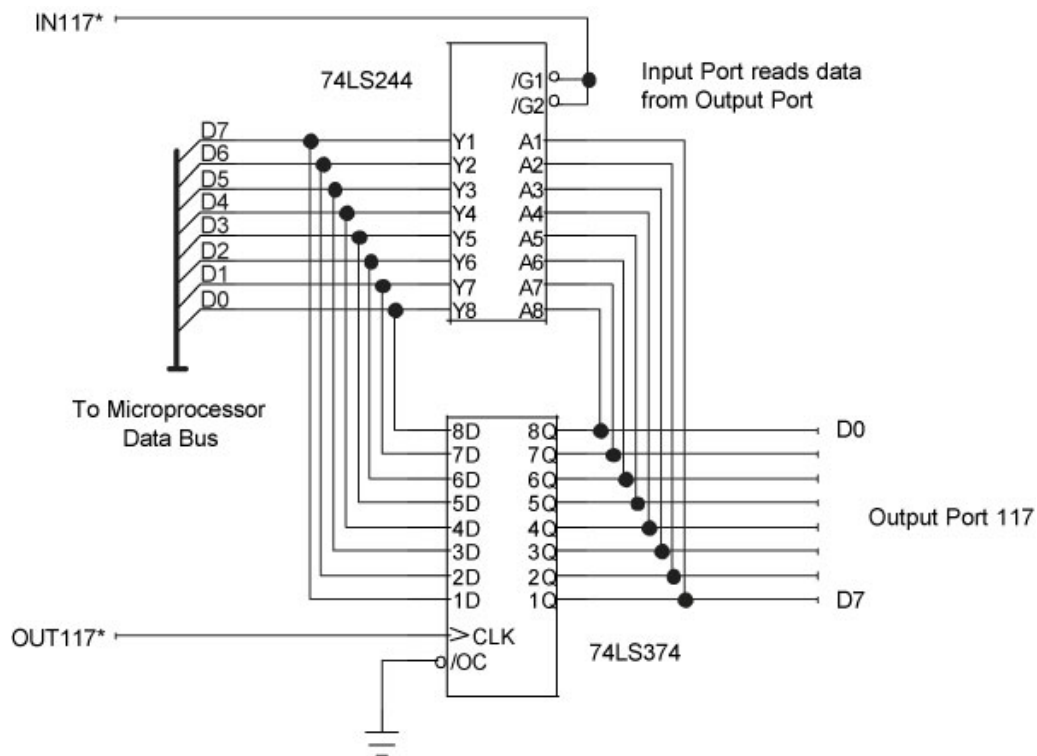 IN117*
74LS244
/G1
/G2
Input Port reads data
from Output Port
D7
D6
D5
D4
D3
D2
D1
D0
Y1 A1
Y2 A2
Y3 A3
Y4 A4
Y5 A5
Y6 A6
Y7 A7
Y8 A8
To Microprocessor
Data Bus
8D 8Q
7D 7Q
6D 6Q
5D 5Q
4D 4Q
3D 3Q
2D 2Q
1D 1Q
D0
Output Port 117
D7
OUT117*
>CLK
/OC
74LS374